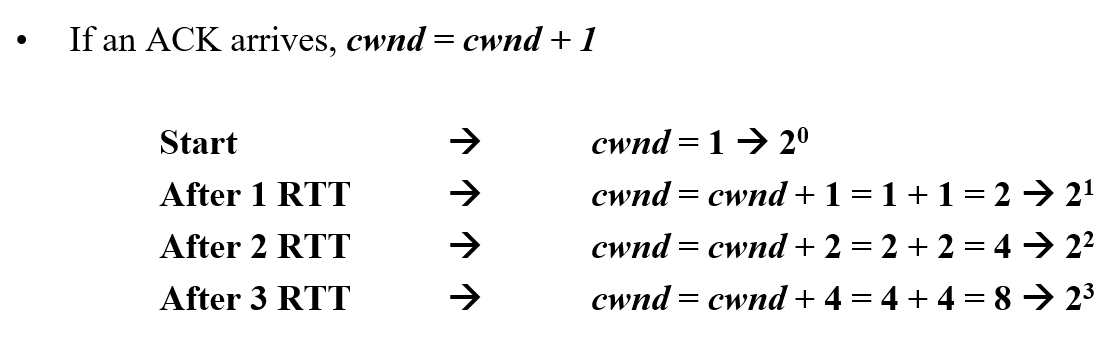 • If an ACK arrives, cwnd = cwnd + 1
Start → cwnd = 1 → 2⁰
After 1 RTT → cwnd = cwnd + 1 = 1 + 1 = 2 → 2¹
After 2 RTT → cwnd = cwnd + 2 = 2 + 2 = 4 → 2²
After 3 RTT → cwnd = cwnd + 4 = 4 + 4 = 8 → 2³